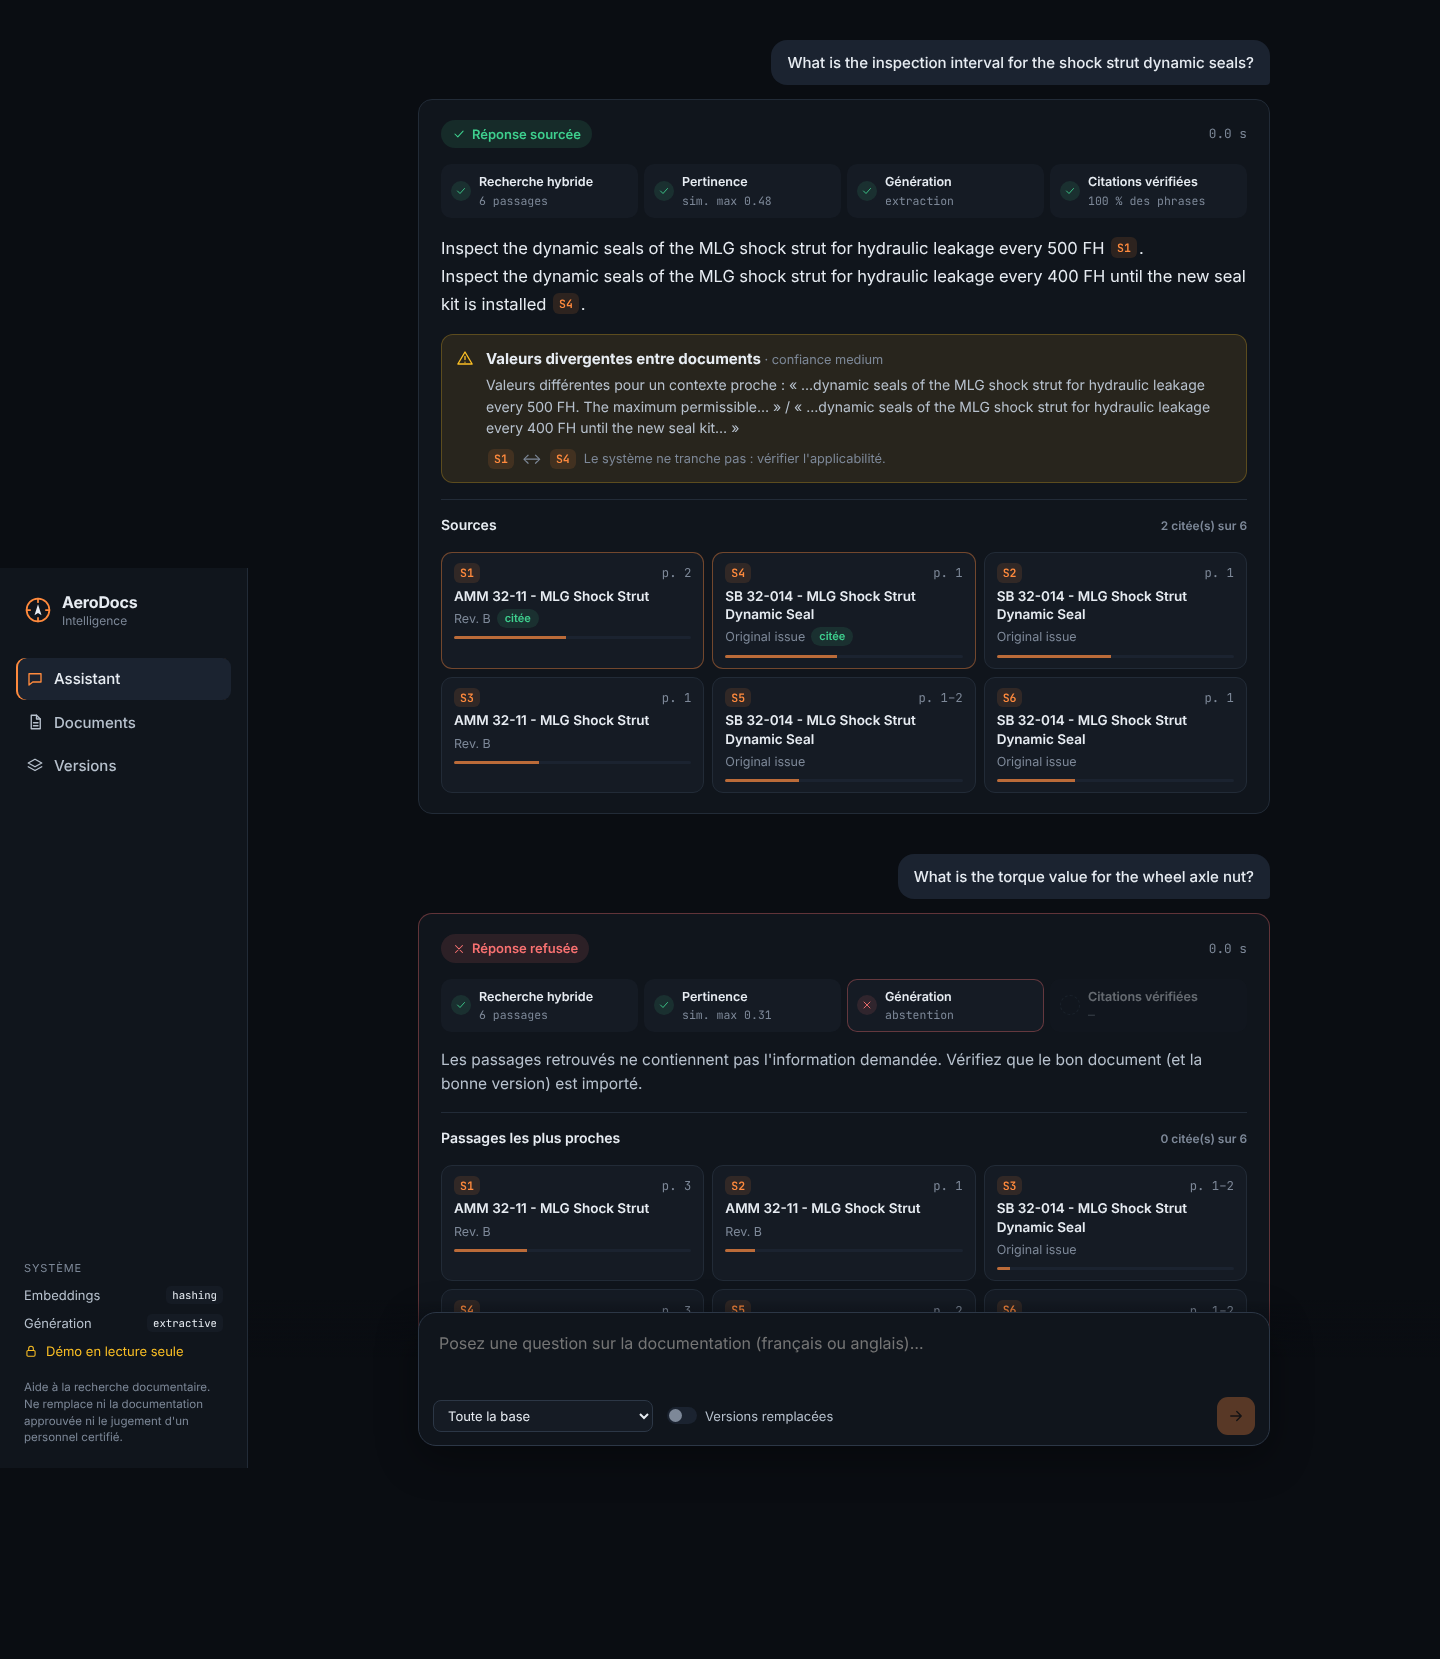 What is the inspection interval for the shock strut dynamic seals?
Réponse sourcée
0.0 s
Recherche hybride
6 passages
Pertinence
sim. max 0.48
Génération
extraction
Citations vérifiées
100 % des phrases
Inspect the dynamic seals of the MLG shock strut for hydraulic leakage every 500 FH S1 .
Inspect the dynamic seals of the MLG shock strut for hydraulic leakage every 400 FH until the new seal
kit is installed S4 .
Valeurs divergentes entre documents · confiance medium
Valeurs différentes pour un contexte proche : « …dynamic seals of the MLG shock strut for hydraulic leakage
every 500 FH. The maximum permissible… » / « …dynamic seals of the MLG shock strut for hydraulic leakage
every 400 FH until the new seal kit… »
S1 ↔ S4 Le système ne tranche pas : vérifier l'applicabilité.
Sources
2 citée(s) sur 6
S1 p. 2
AMM 32-11 - MLG Shock Strut
Rev. B citée
S4 p. 1
SB 32-014 - MLG Shock Strut
Dynamic Seal
Original issue citée
S2 p. 1
SB 32-014 - MLG Shock Strut
Dynamic Seal
Original issue
S3 p. 1
AMM 32-11 - MLG Shock Strut
Rev. B
S5 p. 1–2
SB 32-014 - MLG Shock Strut
Dynamic Seal
Original issue
S6 p. 1
SB 32-014 - MLG Shock Strut
Dynamic Seal
Original issue
AeroDocs
Intelligence
Assistant
Documents
Versions
SYSTÈME
Embeddings hashing
Génération extractive
Démo en lecture seule
Aide à la recherche documentaire.
Ne remplace ni la documentation
approuvée ni le jugement d'un
personnel certifié.
What is the torque value for the wheel axle nut?
Réponse refusée
0.0 s
Recherche hybride
6 passages
Pertinence
sim. max 0.31
Génération
abstention
Citations vérifiées
—
Les passages retrouvés ne contiennent pas l'information demandée. Vérifiez que le bon document (et la
bonne version) est importé.
Passages les plus proches
0 citée(s) sur 6
S1 p. 3
AMM 32-11 - MLG Shock Strut
Rev. B
S2 p. 1
AMM 32-11 - MLG Shock Strut
Rev. B
S3 p. 1–2
SB 32-014 - MLG Shock Strut
Dynamic Seal
Original issue
S4 p. 3
S5 p. 2
S6 p. 1–2
Posez une question sur la documentation (français ou anglais)…
Toute la base
Versions remplacées